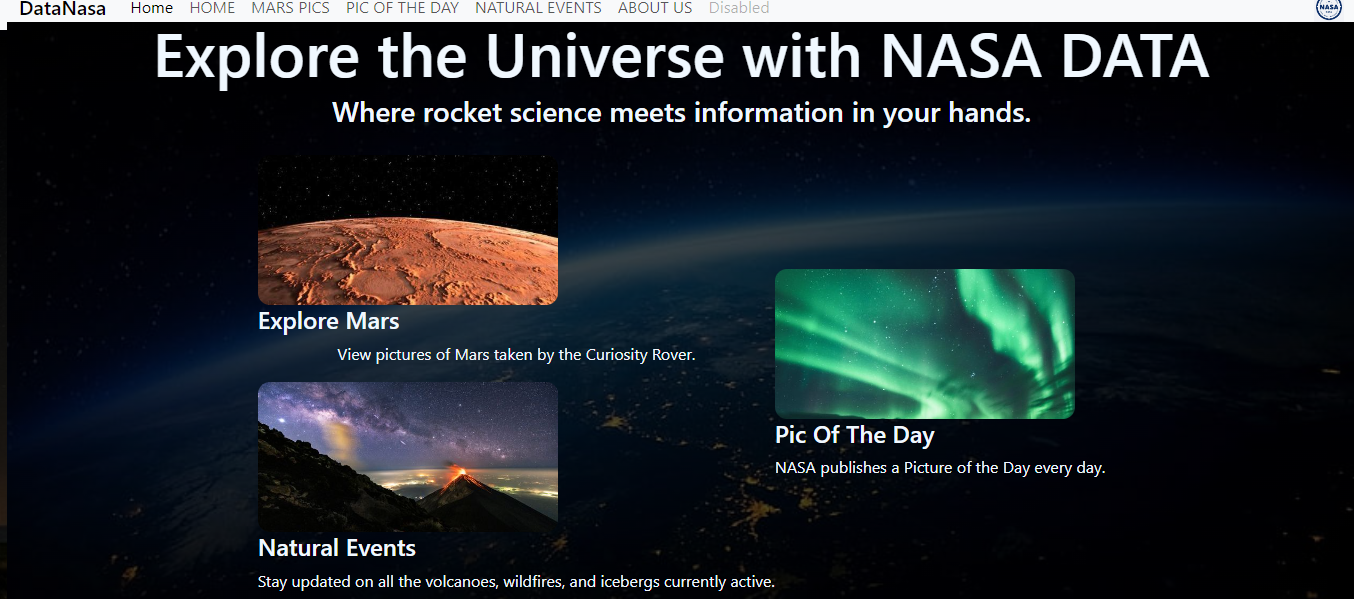 DataNasa Home HOME MARS PICS PIC OF THE DAY NATURAL EVENTS ABOUT US Disabled NASA
Explore the Universe with NASA DATA
Where rocket science meets information in your hands.
Explore Mars
View pictures of Mars taken by the Curiosity Rover.
Pic Of The Day
NASA publishes a Picture of the Day every day.
Natural Events
Stay updated on all the volcanoes, wildfires, and icebergs currently active.